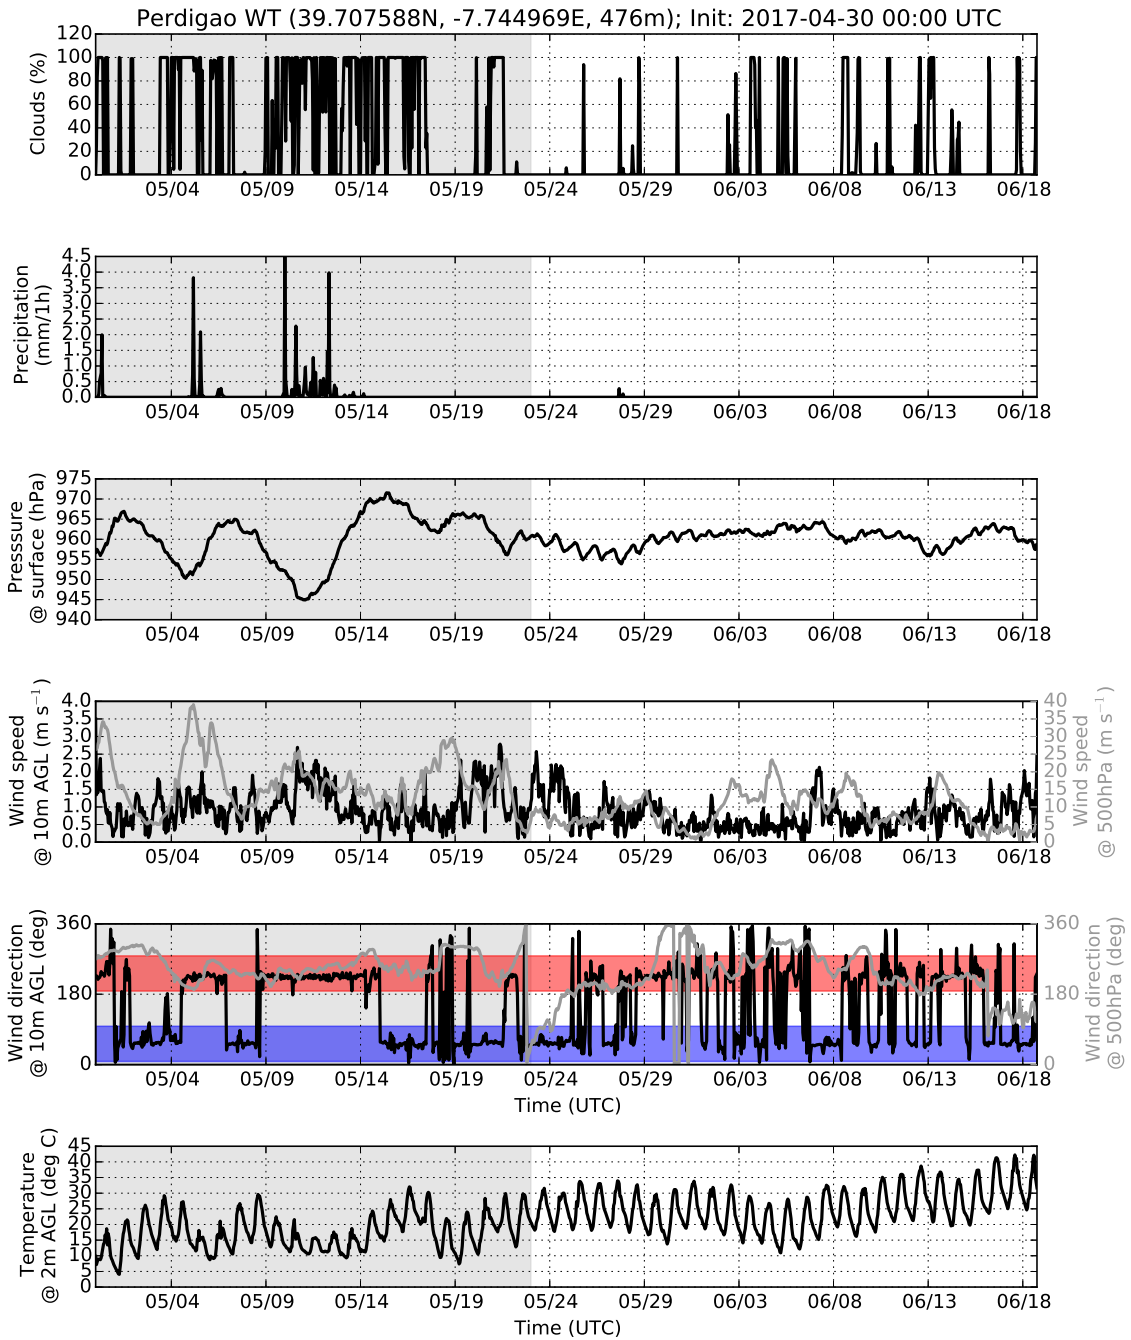 Perdigao WT (39.707588N, -7.744969E, 476m); Init: 2017-04-30 00:00 UTC
Clouds (%)
120
100
80
60
40
20
0
05/04 05/09 05/14 05/19 05/24 05/29 06/03 06/08 06/13 06/18
Precipitation
(mm/1h)
4.5
4.0
3.5
3.0
2.5
2.0
1.5
1.0
0.5
0.0
05/04 05/09 05/14 05/19 05/24 05/29 06/03 06/08 06/13 06/18
Presssure
@ surface (hPa)
975
970
965
960
955
950
945
940
05/04 05/09 05/14 05/19 05/24 05/29 06/03 06/08 06/13 06/18
Wind speed
@ 10m AGL (m s−1)
4.0
3.5
3.0
2.5
2.0
1.5
1.0
0.5
0.0
40
35
30
25
20
15
10
5
0
Wind speed
@ 500hPa (m s−1)
05/04 05/09 05/14 05/19 05/24 05/29 06/03 06/08 06/13 06/18
Wind direction
@ 10m AGL (deg)
360
180
0
360
180
0
Wind direction
@ 500hPa (deg)
05/04 05/09 05/14 05/19 05/24 05/29 06/03 06/08 06/13 06/18
Time (UTC)
Temperature
@ 2m AGL (deg C)
45
40
35
30
25
20
15
10
5
0
05/04 05/09 05/14 05/19 05/24 05/29 06/03 06/08 06/13 06/18
Time (UTC)